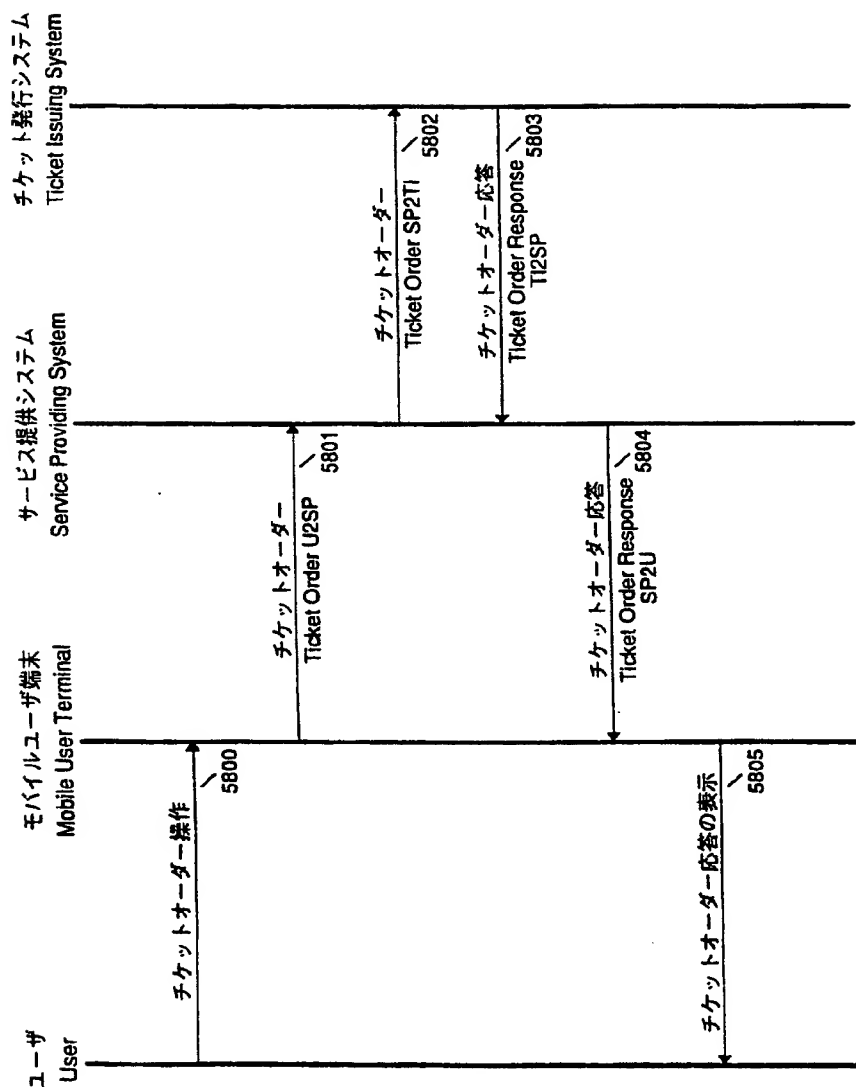 ユーザ
User
モバイルユーザ端末
Mobile User Terminal
サービス提供システム
Service Providing System
チケット発行システム
Ticket Issuing System
チケットオーダー操作
5800
チケットオーダー
Ticket Order U2SP
5801
チケットオーダー
Ticket Order SP2TI
5802
チケットオーダー応答
Ticket Order Response
TI2SP
5803
チケットオーダー応答
Ticket Order Response
SP2U
5804
チケットオーダー応答の表示
5805